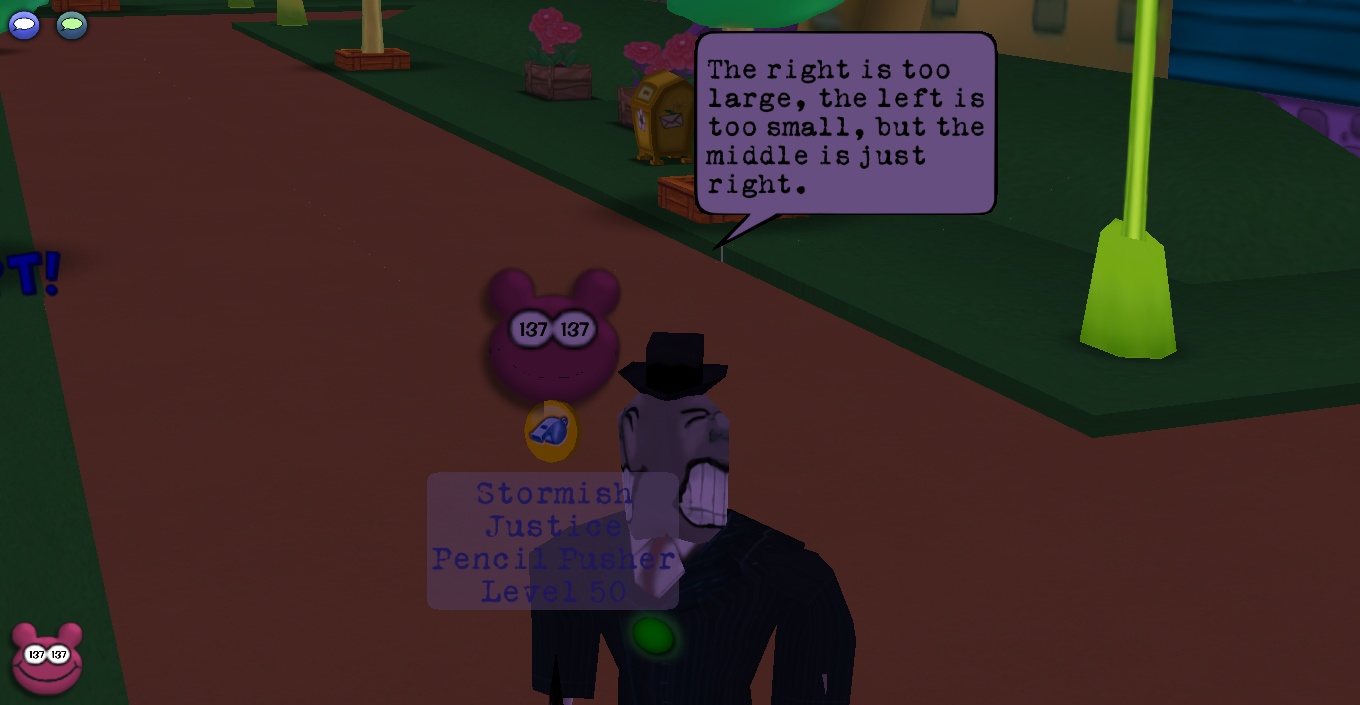 The right is too
large, the left is
too small, but the
middle is just
right.
T!
137 137
Stormish
Justice
Pencil Pusher
Level 50
137 137